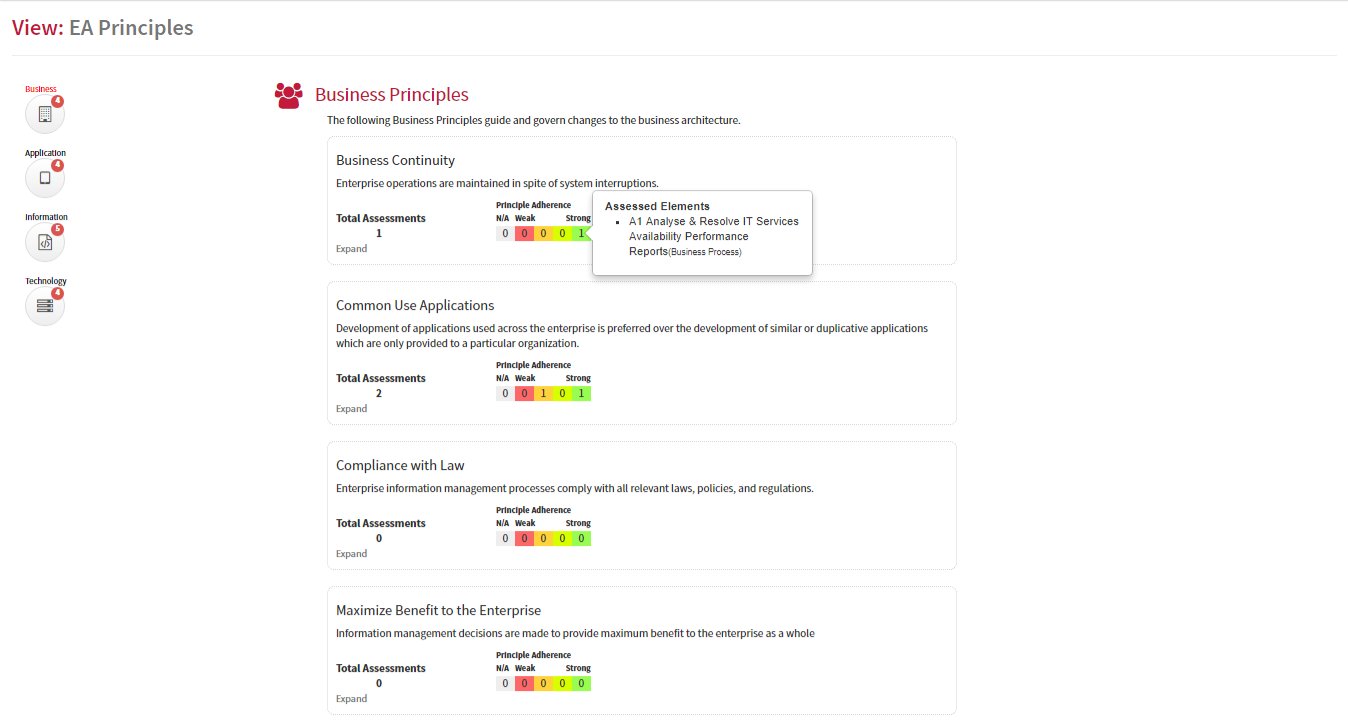 View: EA Principles
Business
4
Application
4
Information
5
Technology
4
Business Principles
The following Business Principles guide and govern changes to the business architecture.
Business Continuity
Enterprise operations are maintained in spite of system interruptions.
Principle Adherence
Total Assessments
N/A Weak Strong
1
0 0 0 0 1
Expand
Assessed Elements
A1 Analyse & Resolve IT Services
Availability Performance
Reports(Business Process)
Common Use Applications
Development of applications used across the enterprise is preferred over the development of similar or duplicative applications
which are only provided to a particular organization.
Principle Adherence
Total Assessments
N/A Weak Strong
2
0 0 1 0 1
Expand
Compliance with Law
Enterprise information management processes comply with all relevant laws, policies, and regulations.
Principle Adherence
Total Assessments
N/A Weak Strong
0
0 0 0 0 0
Expand
Maximize Benefit to the Enterprise
Information management decisions are made to provide maximum benefit to the enterprise as a whole
Principle Adherence
Total Assessments
N/A Weak Strong
0
0 0 0 0 0
Expand